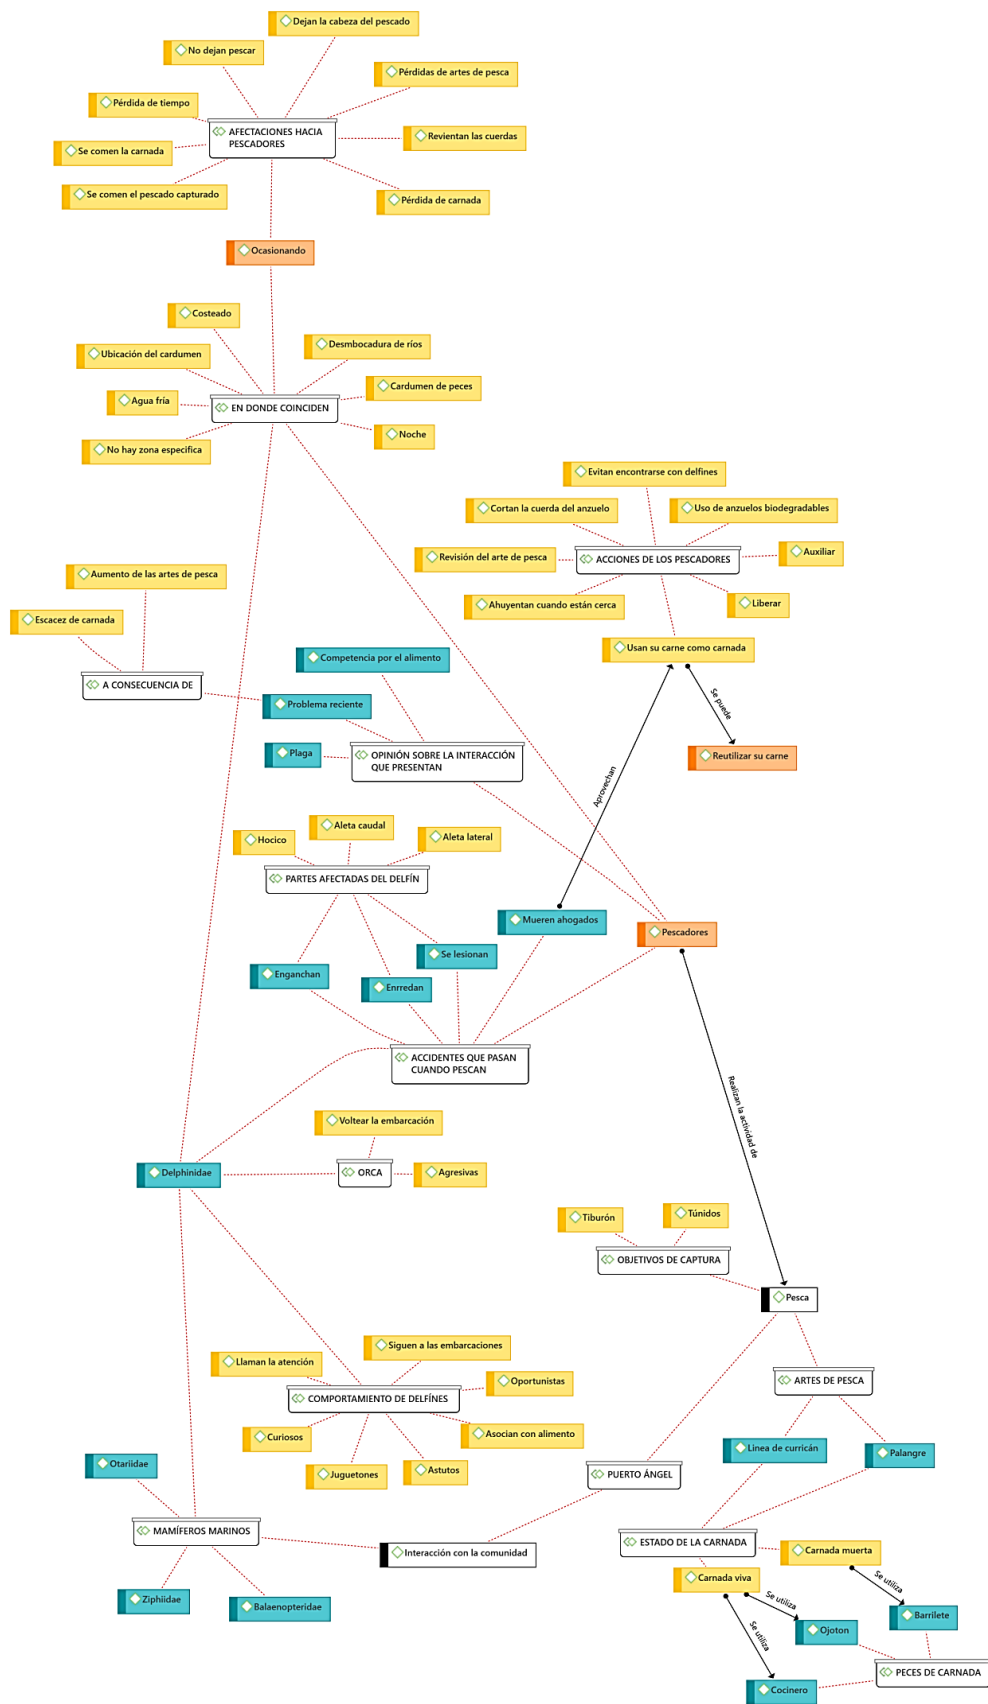 Dejan la cabeza del pescado
No dejan pescar
Pérdidas de artes de pesca
Pérdida de tiempo
AFECTACIONES HACIA
PESCADORES
Revientan las cuerdas
Se comen la carnada
Se comen el pescado capturado
Pérdida de carnada
Ocasionando
Costeado
Desmbocadura de ríos
Ubicación del cardumen
Cardumen de peces
Agua fría
EN DONDE COINCIDEN
Noche
No hay zona especifica
Evitan encontrarse con delfines
Cortan la cuerda del anzuelo
Uso de anzuelos biodegradables
Revisión del arte de pesca
ACCIONES DE LOS PESCADORES
Auxiliar
Aumento de las artes de pesca
Ahuyentan cuando están cerca
Liberar
Escacez de carnada
Usan su carne como carnada
Competencia por el alimento
A CONSECUENCIA DE
Se puede
Problema reciente
Plaga
OPINIÓN SOBRE LA INTERACCIÓN
QUE PRESENTAN
Reutilizar su carne
Aprovechan
Aleta caudal
Hocico
Aleta lateral
PARTES AFECTADAS DEL DELFÍN
Mueren ahogados
Pescadores
Se lesionan
Enganchan
Enrredan
ACCIDENTES QUE PASAN
CUANDO PESCAN
Realizan la actividad de
Voltear la embarcación
Delphinidae
ORCA
Agresivas
Tiburón
Túnidos
OBJETIVOS DE CAPTURA
Pesca
Siguen a las embarcaciones
Llaman la atención
Oportunistas
ARTES DE PESCA
COMPORTAMIENTO DE DELFÍNES
Curiosos
Asocian con alimento
Linea de curricán
Palangre
Otariidae
Juguetones
Astutos
PUERTO ÁNGEL
MAMÍFEROS MARINOS
Interacción con la comunidad
ESTADO DE LA CARNADA
Carnada muerta
Carnada viva
Se utiliza
Se utiliza
Se utiliza
Ziphiidae
Balaenopteridae
Barrilete
Ojoton
PECES DE CARNADA
Cocinero